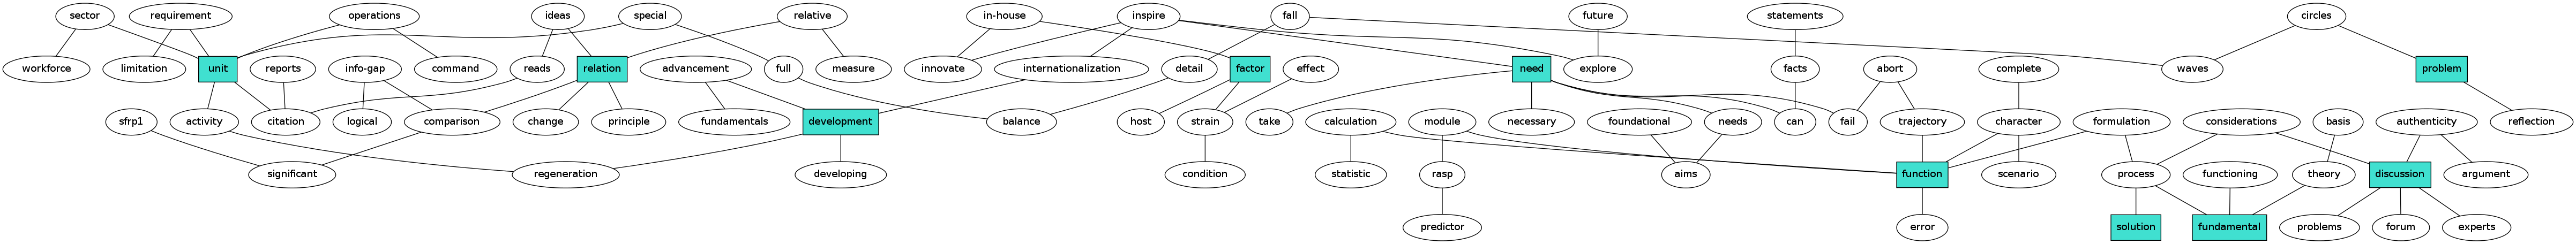 sector requirement operations ideas special relative in-house inspire fall future statements circles
workforce limitation unit reports info-gap command reads relation advancement full measure innovate internationalization detail factor effect need explore facts abort complete waves problem
sfrp1 activity citation logical comparison change principle fundamentals development balance host strain take calculation module necessary foundational needs can fail trajectory character formulation considerations basis authenticity reflection
significant regeneration developing condition statistic rasp aims function scenario process functioning theory discussion argument
predictor error solution fundamental problems forum experts